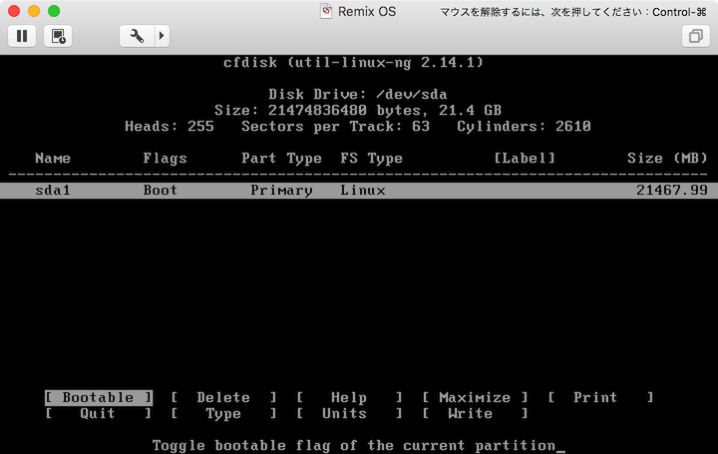 Remix OS マウスを解除するには、次を押してください：Control-⌘
cfdisk (util-linux-ng 2.14.1)
Disk Drive: /dev/sda
Size: 21474836480 bytes, 21.4 GB
Heads: 255 Sectors per Track: 63 Cylinders: 2610
Name Flags Part Type FS Type [Label] Size (MB)
sda1 Boot Primary Linux 21467.99
[ Bootable ] [ Delete ] [ Help ] [ Maximize ] [ Print ]
[ Quit ] [ Type ] [ Units ] [ Write ]
Toggle bootable flag of the current partition_